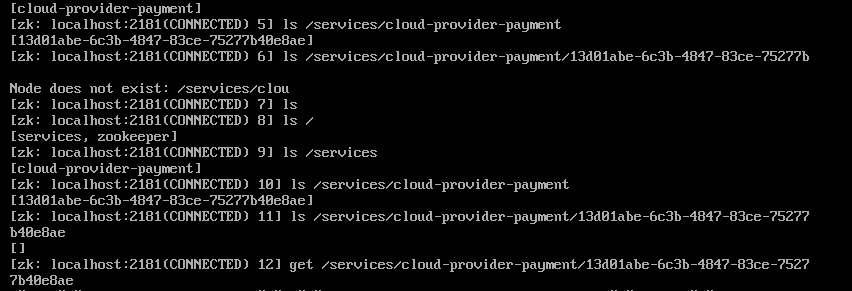 [cloud-provider-payment]
[zk: localhost:2181(CONNECTED) 5] ls /services/cloud-provider-payment
[13d01abe-6c3b-4847-83ce-75277b40e8ae]
[zk: localhost:2181(CONNECTED) 6] ls /services/cloud-provider-payment/13d01abe-6c3b-4847-83ce-75277b
Node does not exist: /services/clou
[zk: localhost:2181(CONNECTED) 7] ls
[zk: localhost:2181(CONNECTED) 8] ls /
[services, zookeeper]
[zk: localhost:2181(CONNECTED) 9] ls /services
[cloud-provider-payment]
[zk: localhost:2181(CONNECTED) 10] ls /services/cloud-provider-payment
[13d01abe-6c3b-4847-83ce-75277b40e8ae]
[zk: localhost:2181(CONNECTED) 11] ls /services/cloud-provider-payment/13d01abe-6c3b-4847-83ce-75277
b40e8ae
[]
[zk: localhost:2181(CONNECTED) 12] get /services/cloud-provider-payment/13d01abe-6c3b-4847-83ce-7527
7b40e8ae